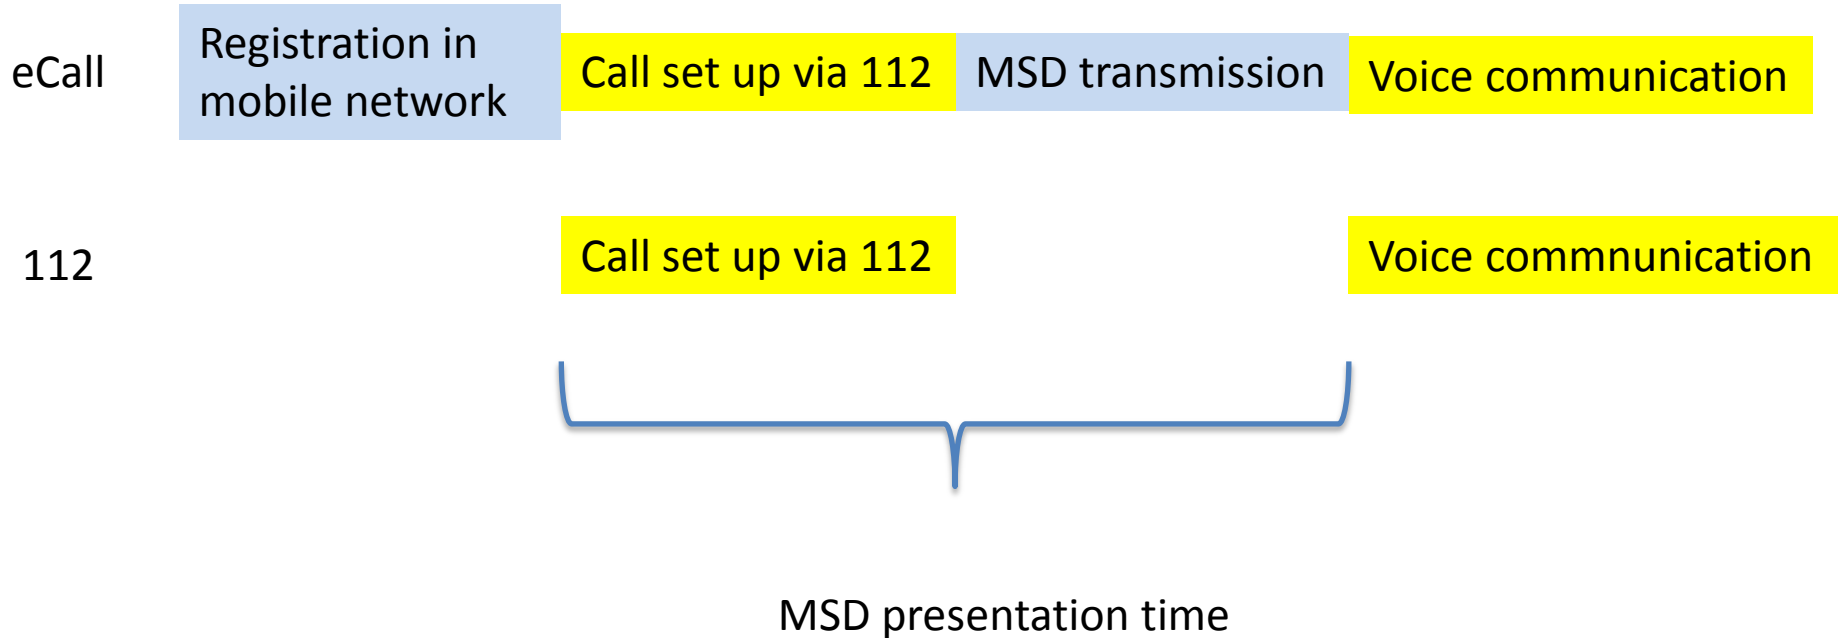 eCall
Registration in
mobile network
Call set up via 112
MSD transmission
Voice communication
112
Call set up via 112
Voice commnunication
MSD presentation time